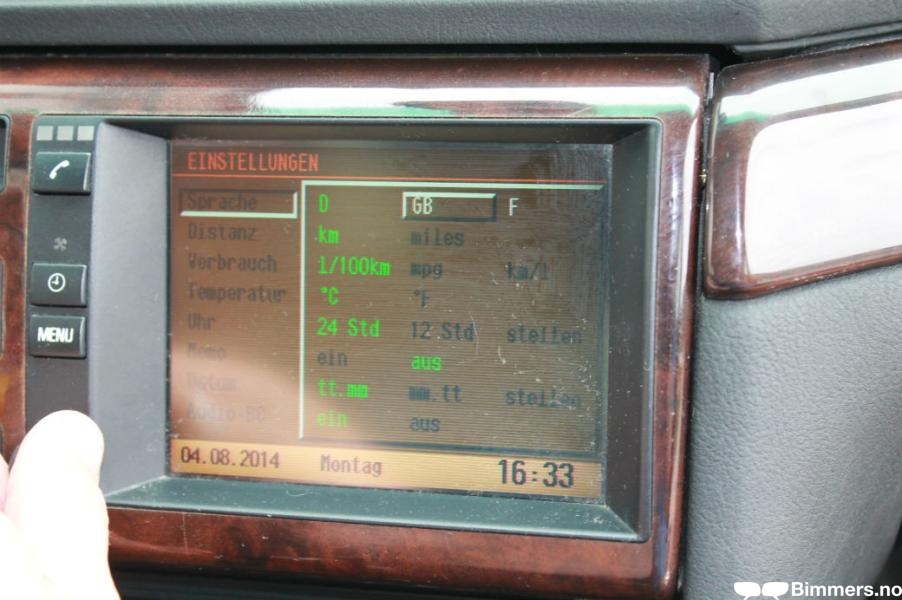 EINSTELLUNGEN
Sprache D GB F
Distanz km miles
Verbrauch l/100km mpg km/l
Temperatur °C °F
Uhr 24 Std 12 Std stellen
Memo ein aus
Datum tt.mm mm.tt stellen
Audio+BC ein aus
04.08.2014 Montag 16:33
MENU
Bimmers.no